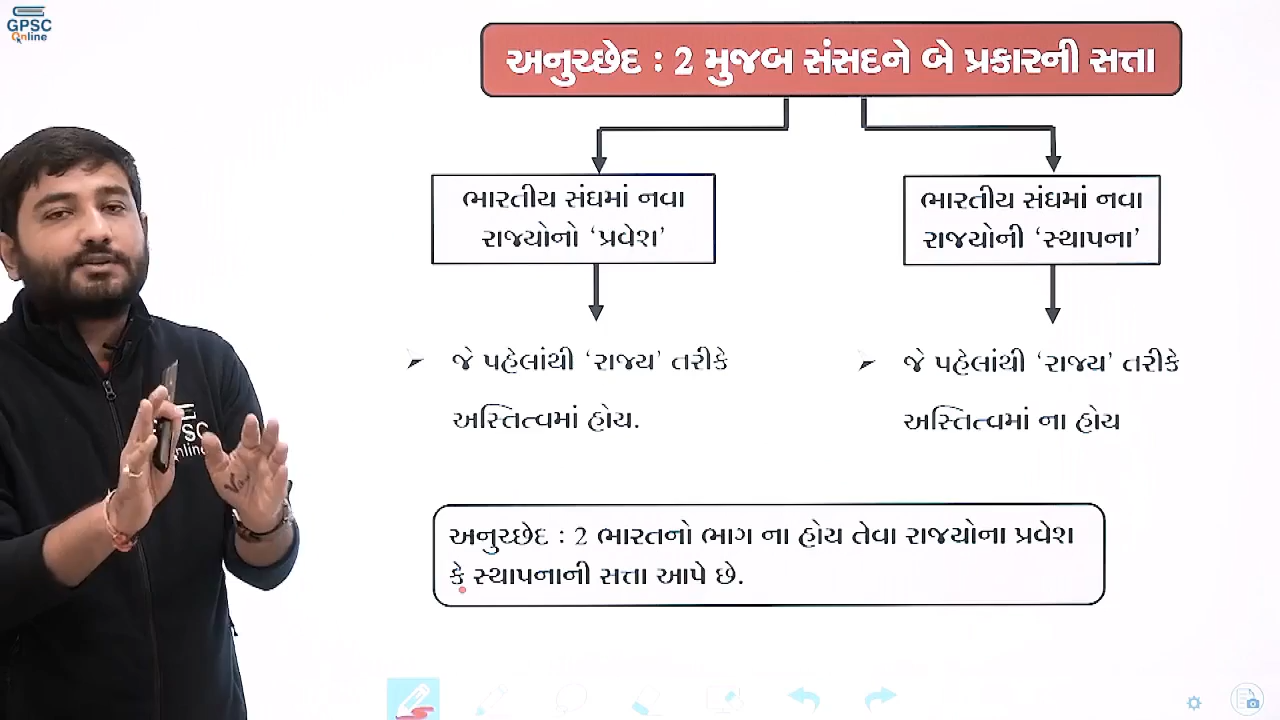 GPSC
Online
અનુચ્છેદ : 2 મુજબ સંસદને બે પ્રકારની સત્તા
ભારતીય સંઘમાં નવા
રાજ્યોનો ‘પ્રવેશ’
ભારતીય સંઘમાં નવા
રાજ્યોની ‘સ્થાપના’
➢ જે પહેલાંથી ‘રાજ્ય’ તરીકે
અસ્તિત્વમાં હોય.
➢ જે પહેલાંથી ‘રાજ્ય’ તરીકે
અસ્તિત્વમાં ના હોય
અનુચ્છેદ : 2 ભારતનો ભાગ ના હોય તેવા રાજ્યોના પ્રવેશ
કે સ્થાપનાની સત્તા આપે છે.